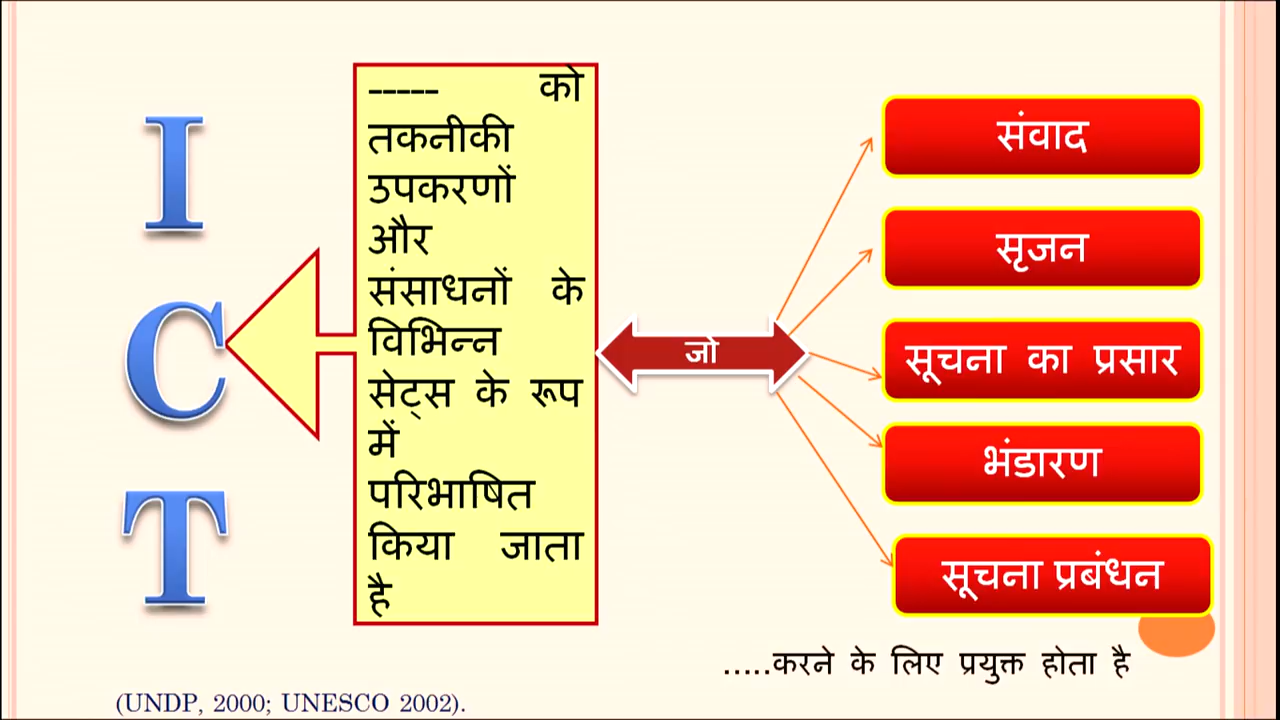 I
C
T
----- को
तकनीकी
उपकरणों
और
संसाधनों के
विभिन्न
सेट्स के रूप
में
परिभाषित
किया जाता
है
जो
संवाद
सृजन
सूचना का प्रसार
भंडारण
सूचना प्रबंधन
.....करने के लिए प्रयुक्त होता है
(UNDP, 2000; UNESCO 2002).